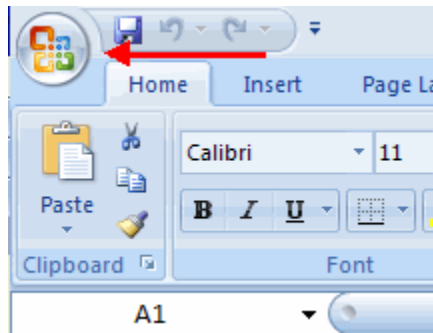 Home Insert Page La
Calibri 11
Paste B I U
Clipboard Font
A1